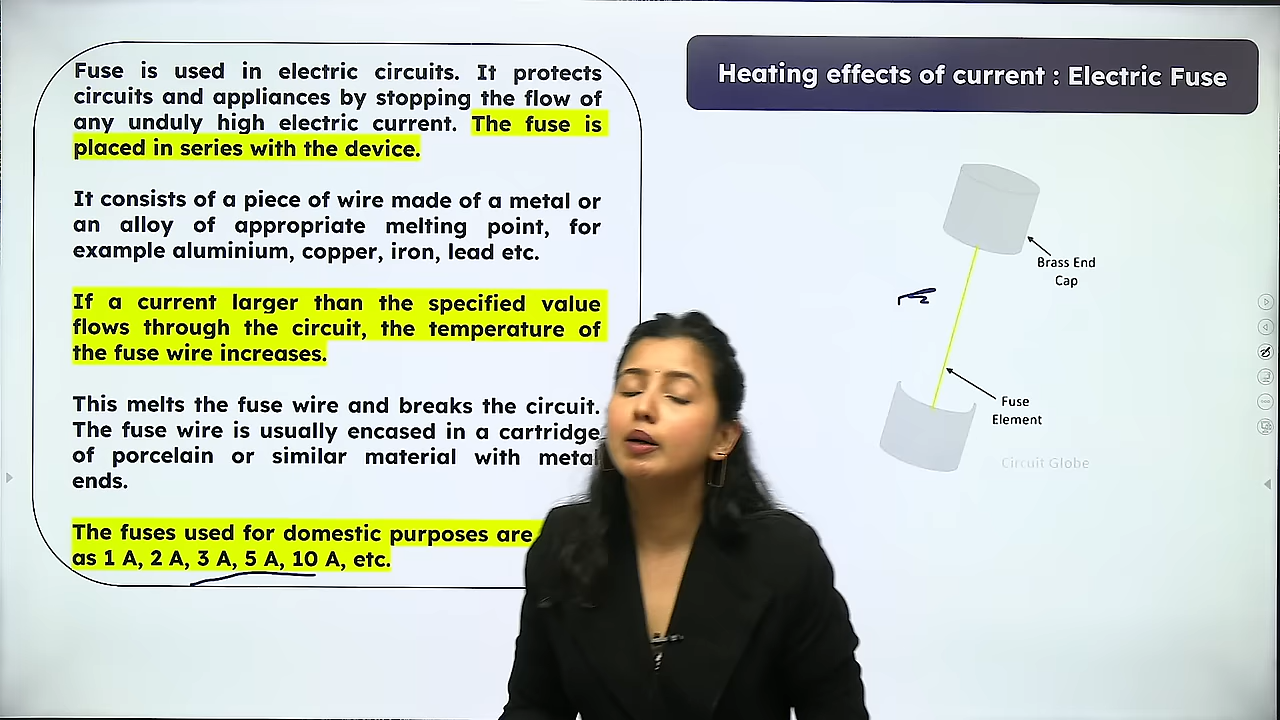 Fuse is used in electric circuits. It protects
circuits and appliances by stopping the flow of
any unduly high electric current. The fuse is
placed in series with the device.
It consists of a piece of wire made of a metal or
an alloy of appropriate melting point, for
example aluminium, copper, iron, lead etc.
If a current larger than the specified value
flows through the circuit, the temperature of
the fuse wire increases.
This melts the fuse wire and breaks the circuit.
The fuse wire is usually encased in a cartridge
of porcelain or similar material with metal
ends.
The fuses used for domestic purposes are
as 1 A, 2 A, 3 A, 5 A, 10 A, etc.
Heating effects of current : Electric Fuse
Brass End
Cap
Fuse
Element
Circuit Globe